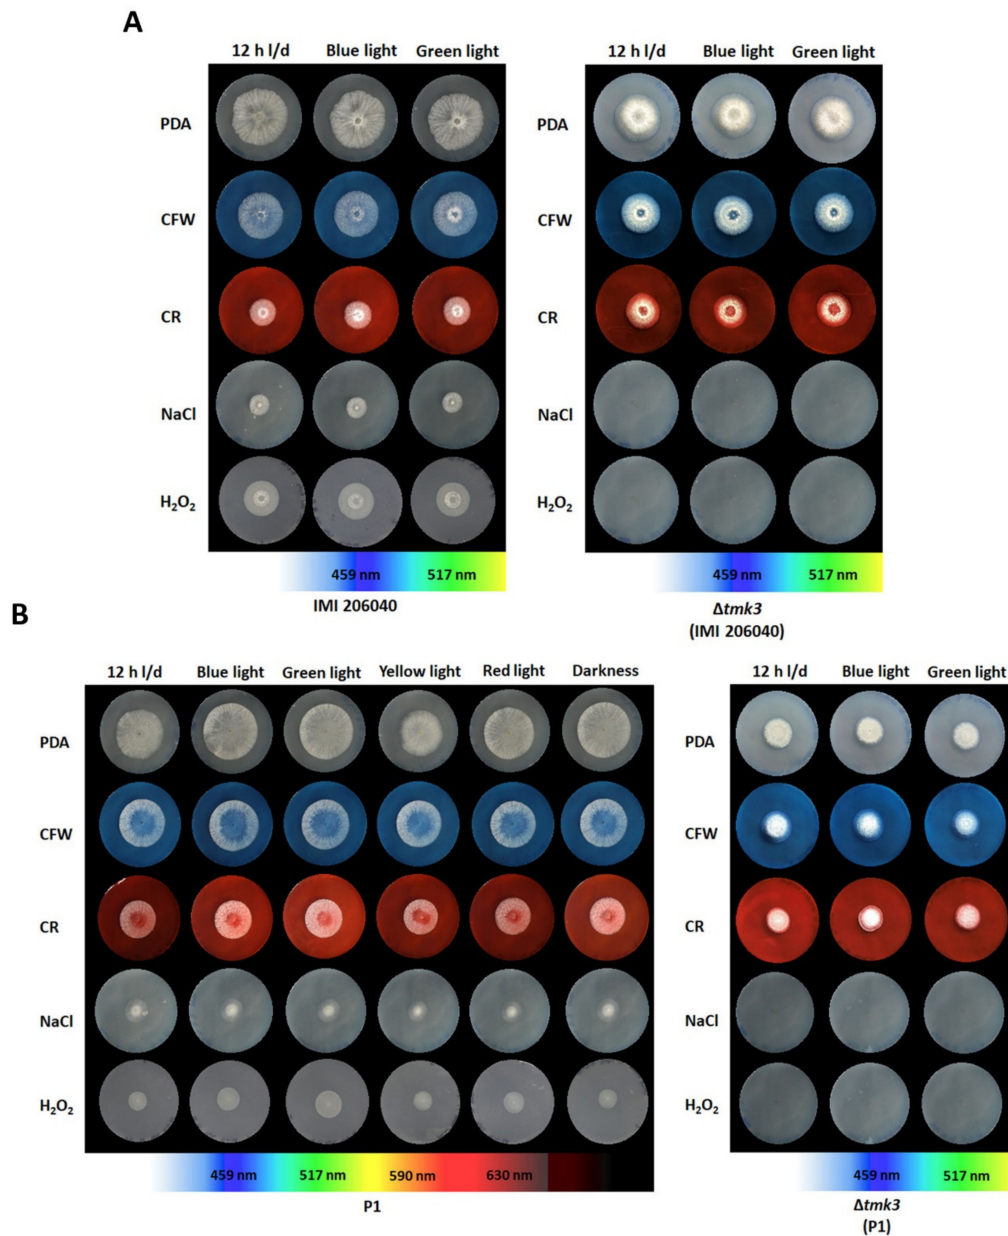 A
12 h l/d Blue light Green light
PDA
CFW
CR
NaCl
H₂O₂
459 nm 517 nm
IMI 206040
12 h l/d Blue light Green light
PDA
CFW
CR
NaCl
H₂O₂
459 nm 517 nm
Δtmk3
(IMI 206040)
B
12 h l/d Blue light Green light Yellow light Red light Darkness
PDA
CFW
CR
NaCl
H₂O₂
459 nm 517 nm 590 nm 630 nm
P1
12 h l/d Blue light Green light
PDA
CFW
CR
NaCl
H₂O₂
459 nm 517 nm
Δtmk3
(P1)